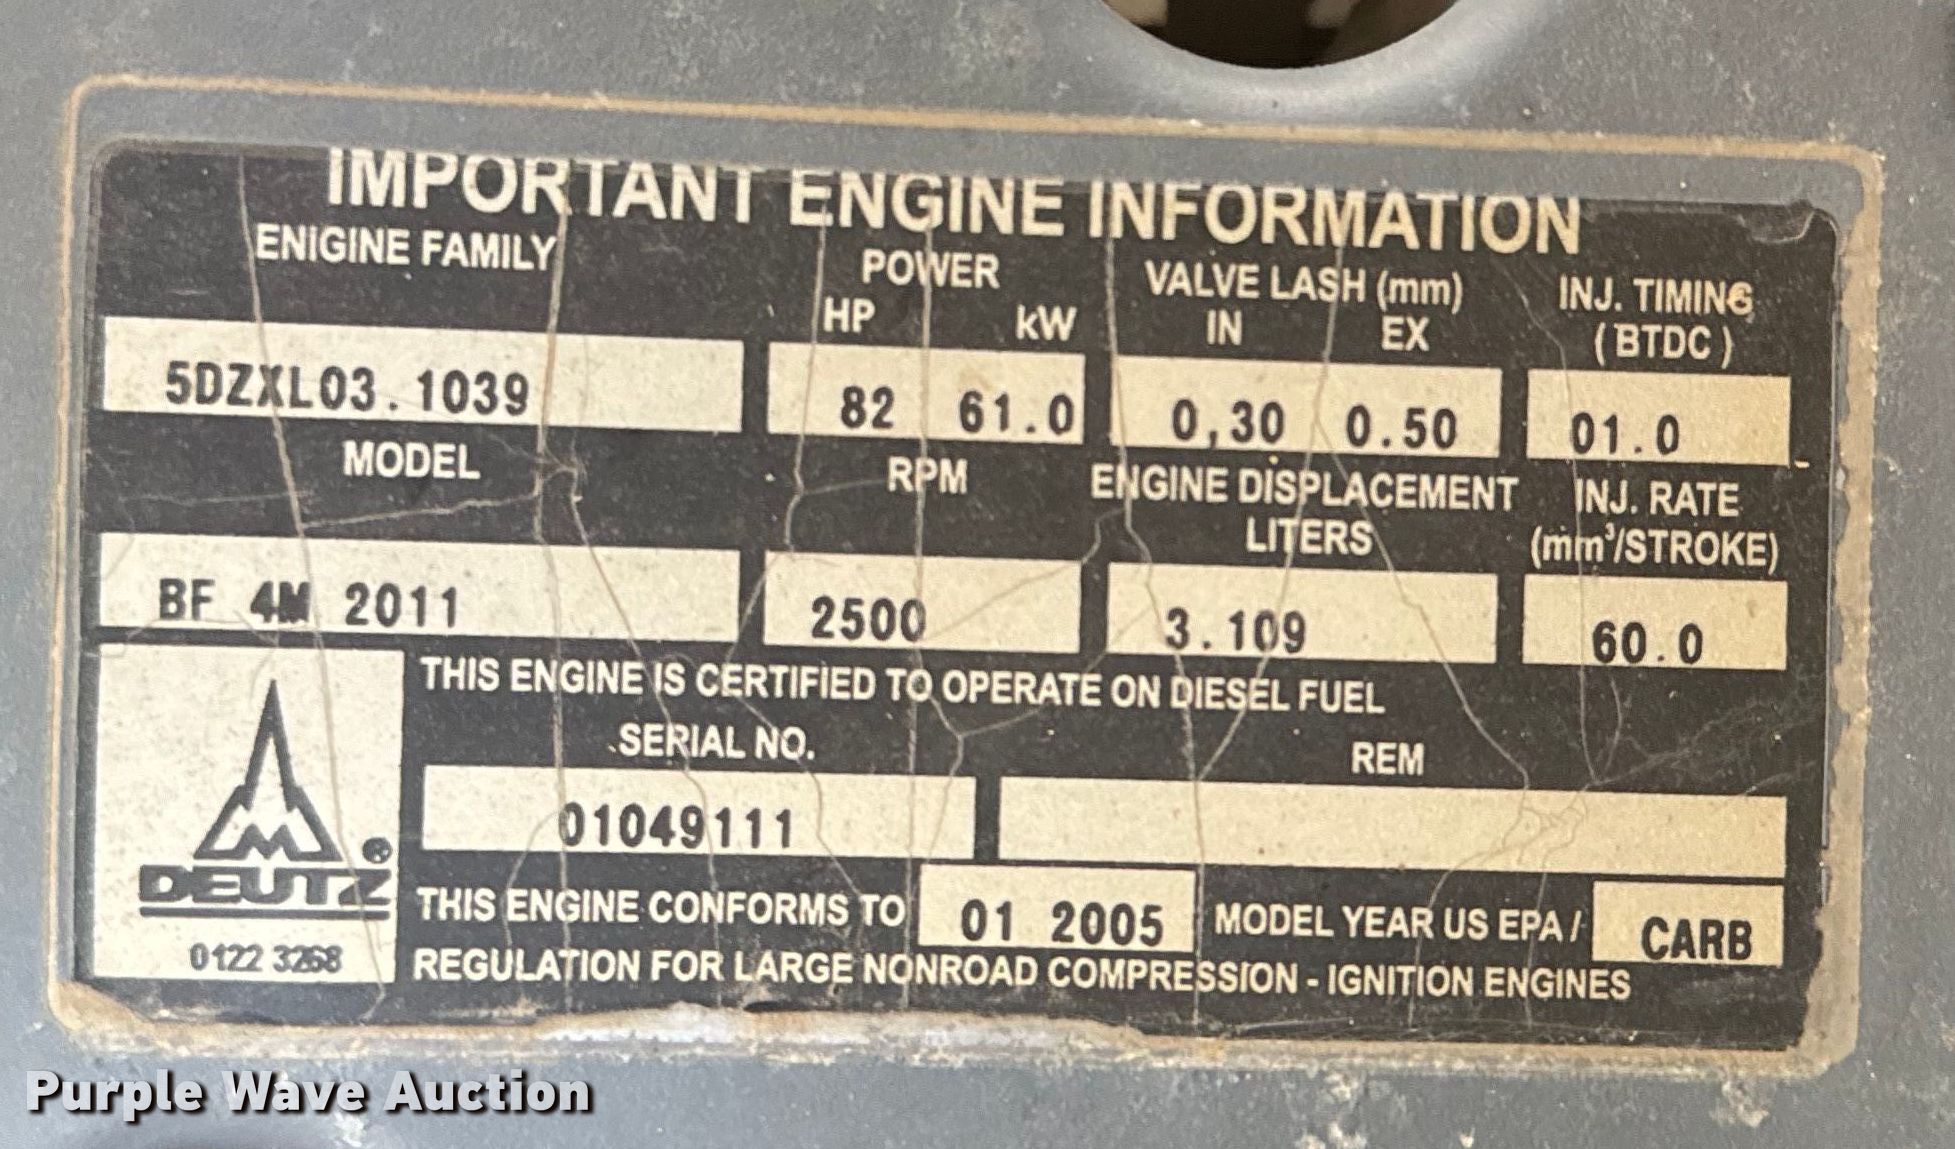 IMPORTANT ENGINE INFORMATION
ENIGINE FAMILY
POWER
HP kW
VALVE LASH (mm)
IN EX
INJ. TIMING
(BTDC)
5DZXL03.1039
82 61.0
0,30 0.50
01.0
MODEL
RPM
ENGINE DISPLACEMENT
LITERS
INJ. RATE
(mm³/STROKE)
BF 4M 2011
2500
3.109
60.0
THIS ENGINE IS CERTIFIED TO OPERATE ON DIESEL FUEL
SERIAL NO.
REM
01049111
DEUTZ®
0122 3268
THIS ENGINE CONFORMS TO 01 2005 MODEL YEAR US EPA / CARB
REGULATION FOR LARGE NONROAD COMPRESSION - IGNITION ENGINES
Purple Wave Auction